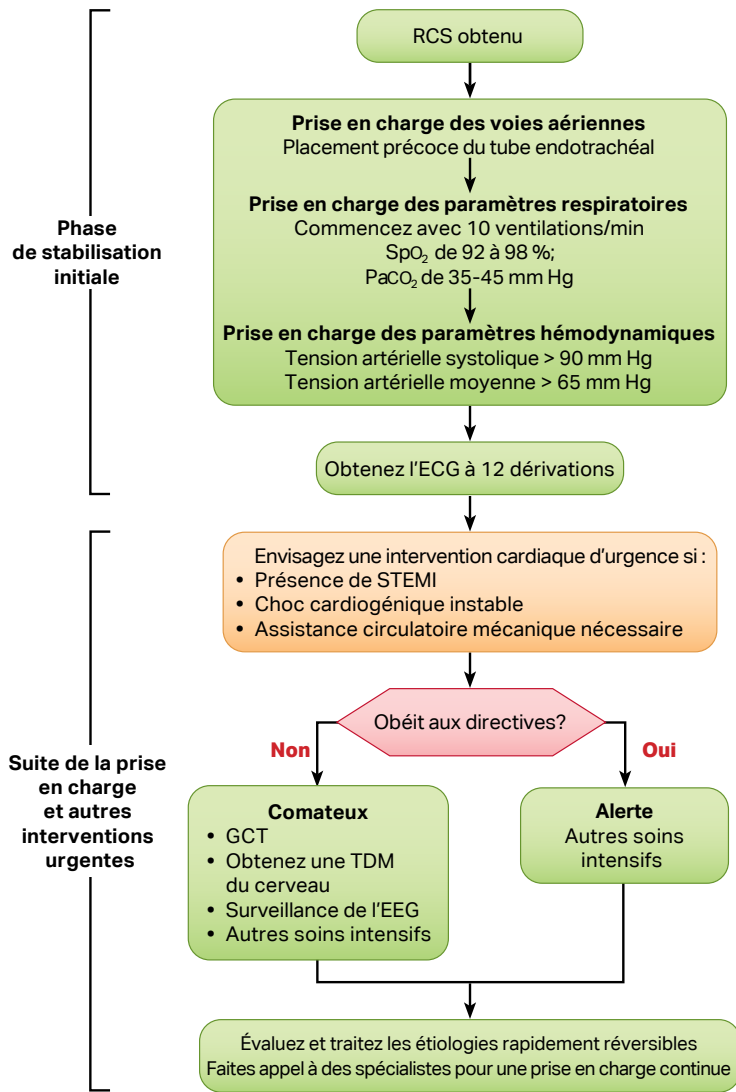 RCS obtenu
Prise en charge des voies aériennes
Placement précoce du tube endotrachéal
Prise en charge des paramètres respiratoires
Commencez avec 10 ventilations/min
SpO₂ de 92 à 98 %;
PaCO₂ de 35-45 mm Hg
Prise en charge des paramètres hémodynamiques
Tension artérielle systolique > 90 mm Hg
Tension artérielle moyenne > 65 mm Hg
Phase
de stabilisation
initiale
Obtenez l'ECG à 12 dérivations
Envisagez une intervention cardiaque d'urgence si :
• Présence de STEMI
• Choc cardiogénique instable
• Assistance circulatoire mécanique nécessaire
Obéit aux directives?
Non
Oui
Suite de la prise
en charge
et autres
interventions
urgentes
Comateux
• GCT
• Obtenez une TDM
du cerveau
• Surveillance de l'EEG
• Autres soins intensifs
Alerte
Autres soins
intensifs
Évaluez et traitez les étiologies rapidement réversibles
Faites appel à des spécialistes pour une prise en charge continue